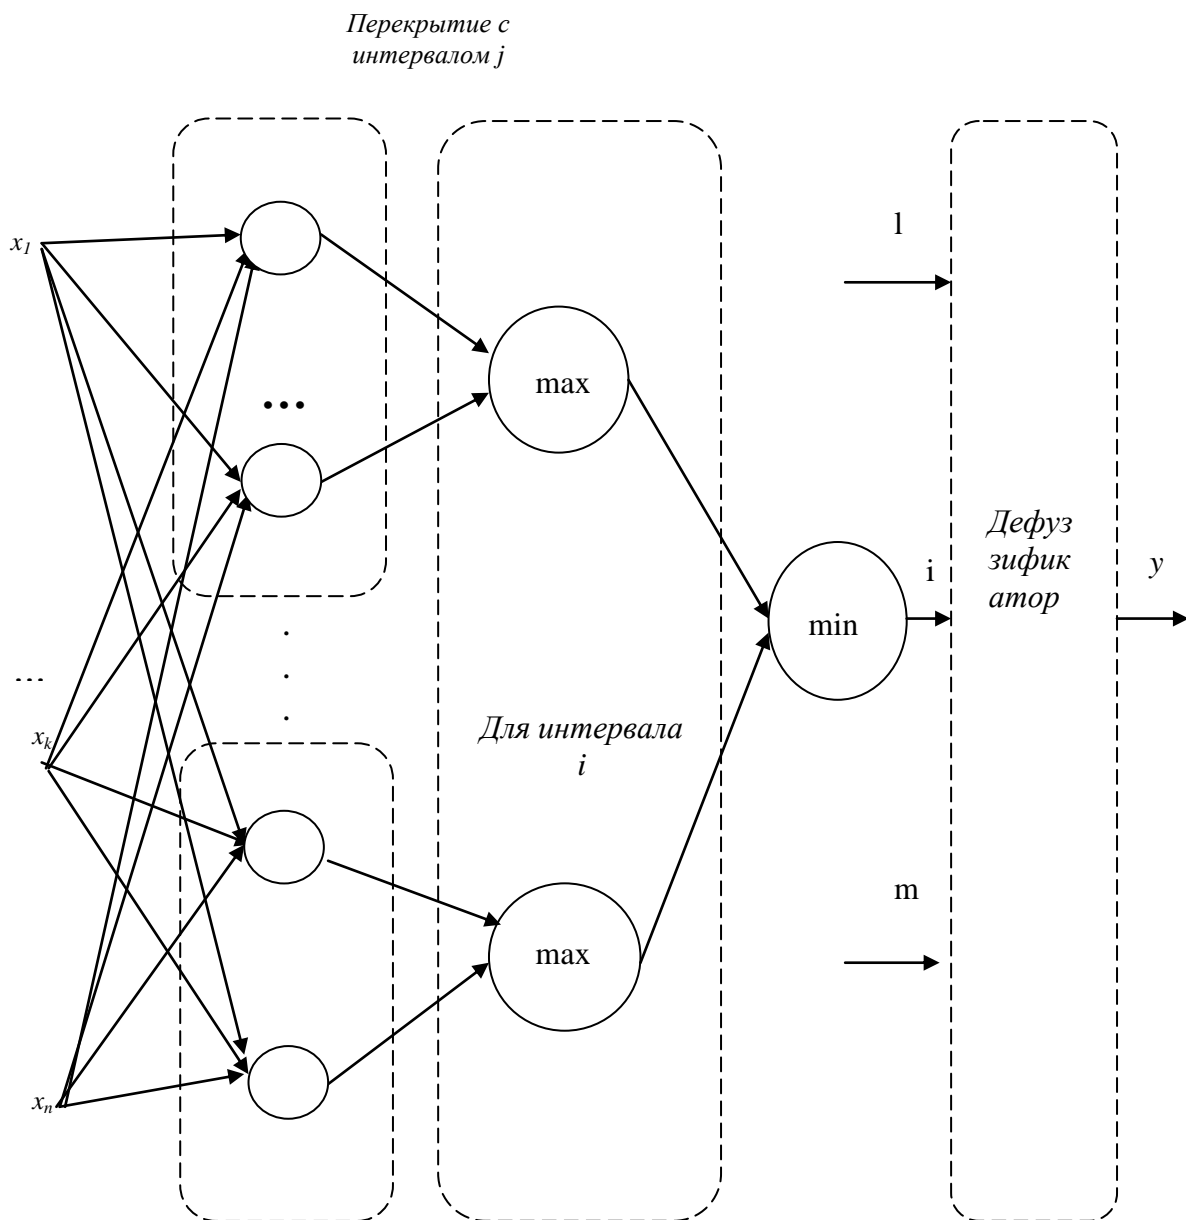 Перекрытие с
интервалом j
l
x₁
max
...
Дефуз
зифик
атор
i
y
min
.
.
.
...
xₖ
Для интервала
i
m
max
xₙ